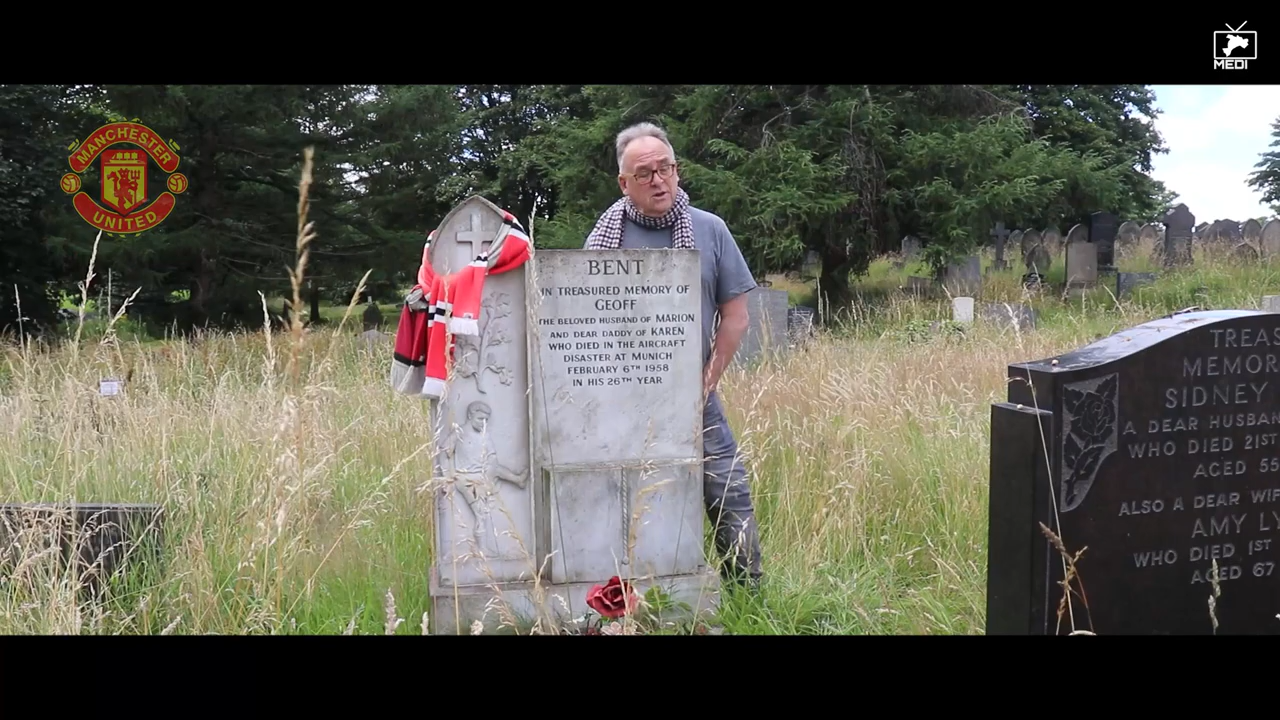 MEDI
MANCHESTER
UNITED
BENT
IN TREASURED MEMORY OF
GEOFF
THE BELOVED HUSBAND OF MARION
AND DEAR DADDY OF KAREN
WHO DIED IN THE AIRCRAFT
DISASTER AT MUNICH
FEBRUARY 6TH 1958
IN HIS 26TH YEAR
TREAS
MEMOR
SIDNEY
A DEAR HUSBAN
WHO DIED 21ST
AGED 55
ALSO A DEAR WIF
AMY LY
WHO DIED 1ST
AGED 67